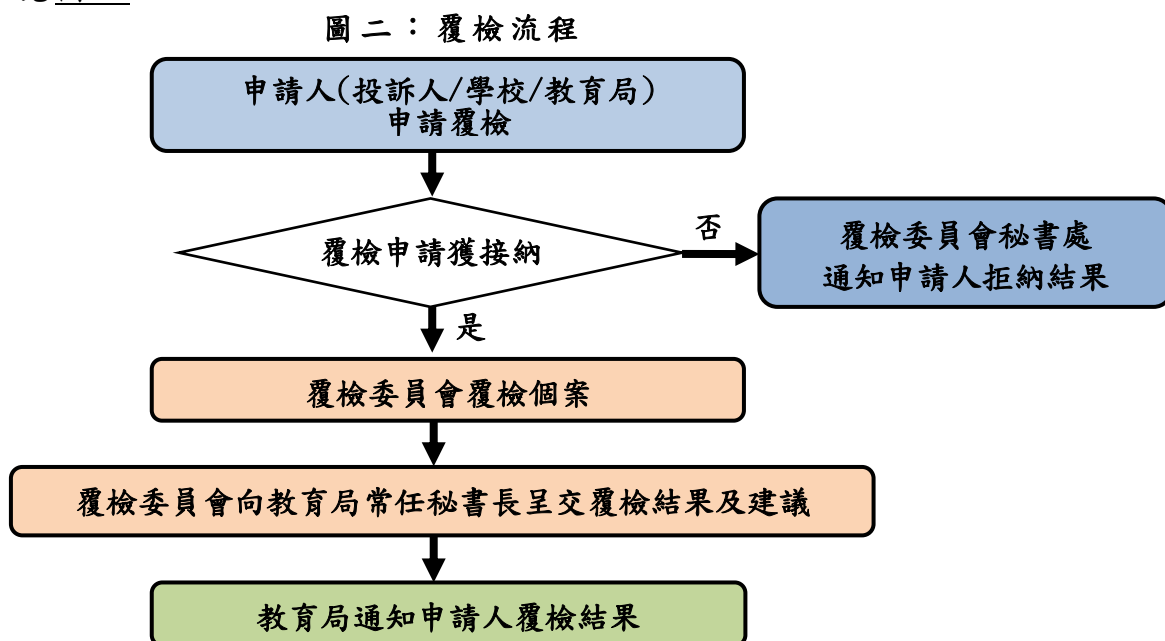 圖二：覆檢流程
申請人(投訴人/學校/教育局)
申請覆檢
覆檢申請獲接納
否
覆檢委員會秘書處
通知申請人拒納結果
是
覆檢委員會覆檢個案
覆檢委員會向教育局常任秘書長呈交覆檢結果及建議
教育局通知申請人覆檢結果